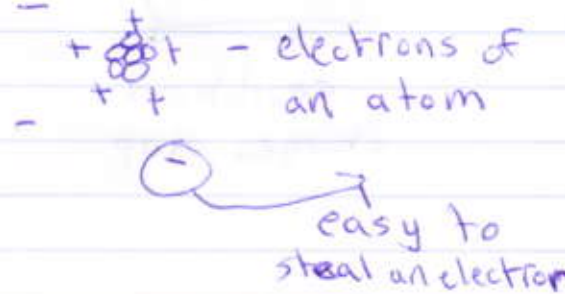 -
+
+ + - electrons of
+ + an atom
-
-
easy to
steal an electron